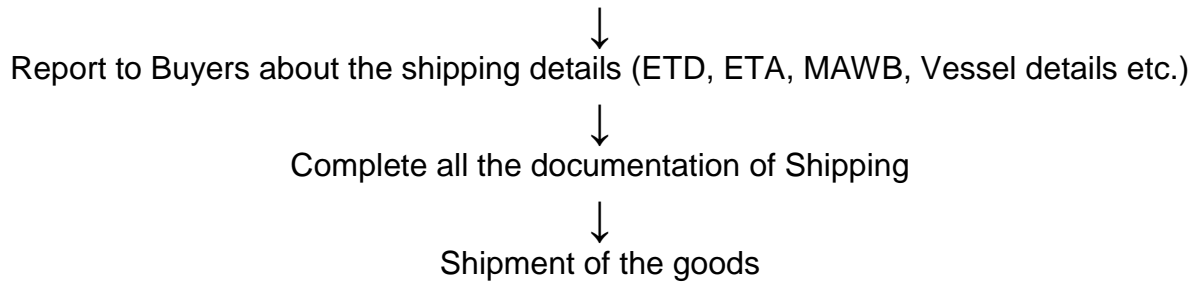 ↓
Report to Buyers about the shipping details (ETD, ETA, MAWB, Vessel details etc.)
↓
Complete all the documentation of Shipping
↓
Shipment of the goods